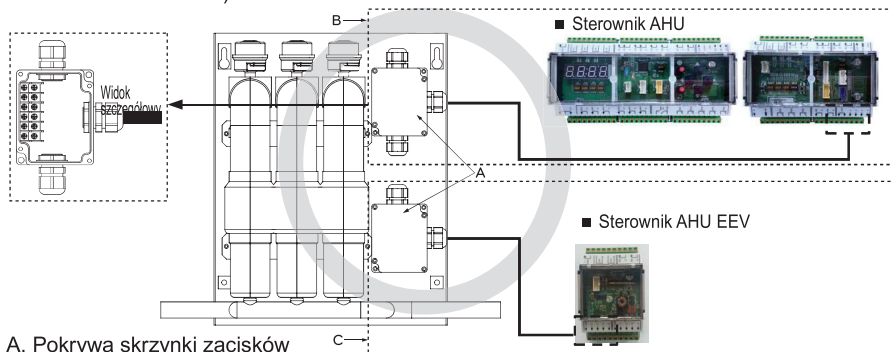 B
■ Sterownik AHU
Widok
szczegółowy
A
■ Sterownik AHU EEV
C
A. Pokrywa skrzynki zacisków